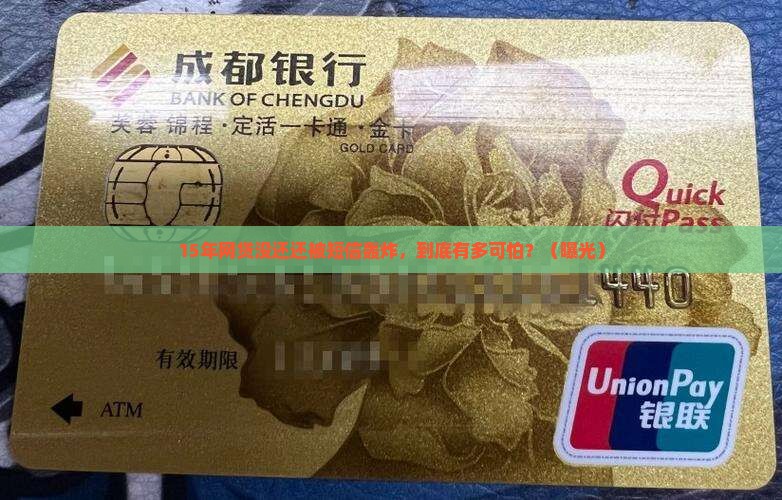 成都银行
BANK OF CHENGDU
芙蓉 锦程·定活一卡通·金卡
GOLD CARD
Quick
闪付Pass
15年网贷没还还被短信轰炸，到底有多可怕？（曝光）
1440
有效期限
ATM
UnionPay
银联